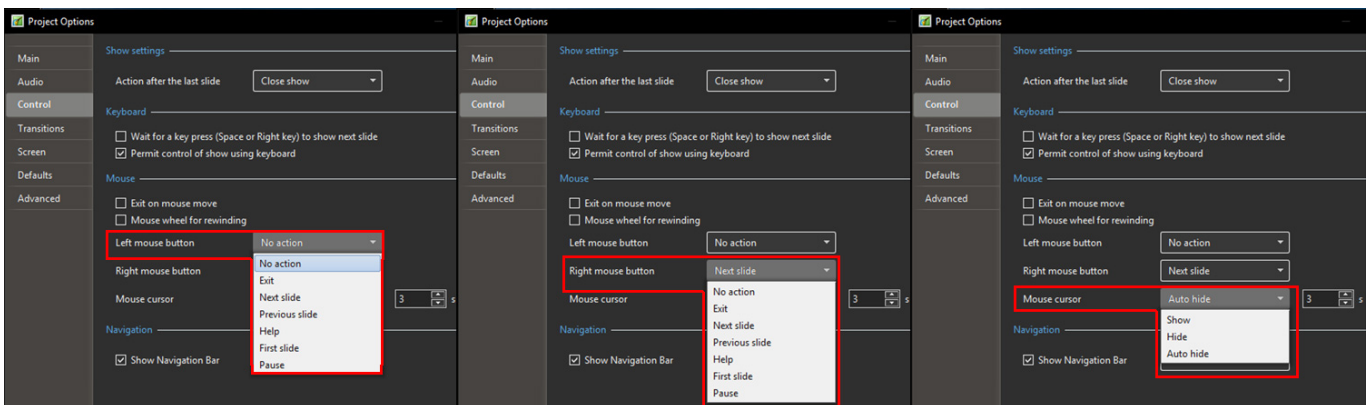 Project Options
Main
Audio
Control
Transitions
Screen
Defaults
Advanced
Show settings
Action after the last slide Close show
Keyboard
Wait for a key press (Space or Right key) to show next slide
Permit control of show using keyboard
Mouse
Exit on mouse move
Mouse wheel for rewinding
Left mouse button No action
No action
Exit
Next slide
Previous slide
Help
First slide
Pause
Right mouse button
Mouse cursor 3 s
Navigation
Show Navigation Bar
Project Options
Main
Audio
Control
Transitions
Screen
Defaults
Advanced
Show settings
Action after the last slide Close show
Keyboard
Wait for a key press (Space or Right key) to show next slide
Permit control of show using keyboard
Mouse
Exit on mouse move
Mouse wheel for rewinding
Left mouse button No action
Right mouse button Next slide
No action
Exit
Next slide
Previous slide
Help
First slide
Pause
Mouse cursor 3 s
Navigation
Show Navigation Bar
Project Options
Main
Audio
Control
Transitions
Screen
Defaults
Advanced
Show settings
Action after the last slide Close show
Keyboard
Wait for a key press (Space or Right key) to show next slide
Permit control of show using keyboard
Mouse
Exit on mouse move
Mouse wheel for rewinding
Left mouse button No action
Right mouse button Next slide
Mouse cursor Auto hide 3 s
Show
Hide
Auto hide
Navigation
Show Navigation Bar